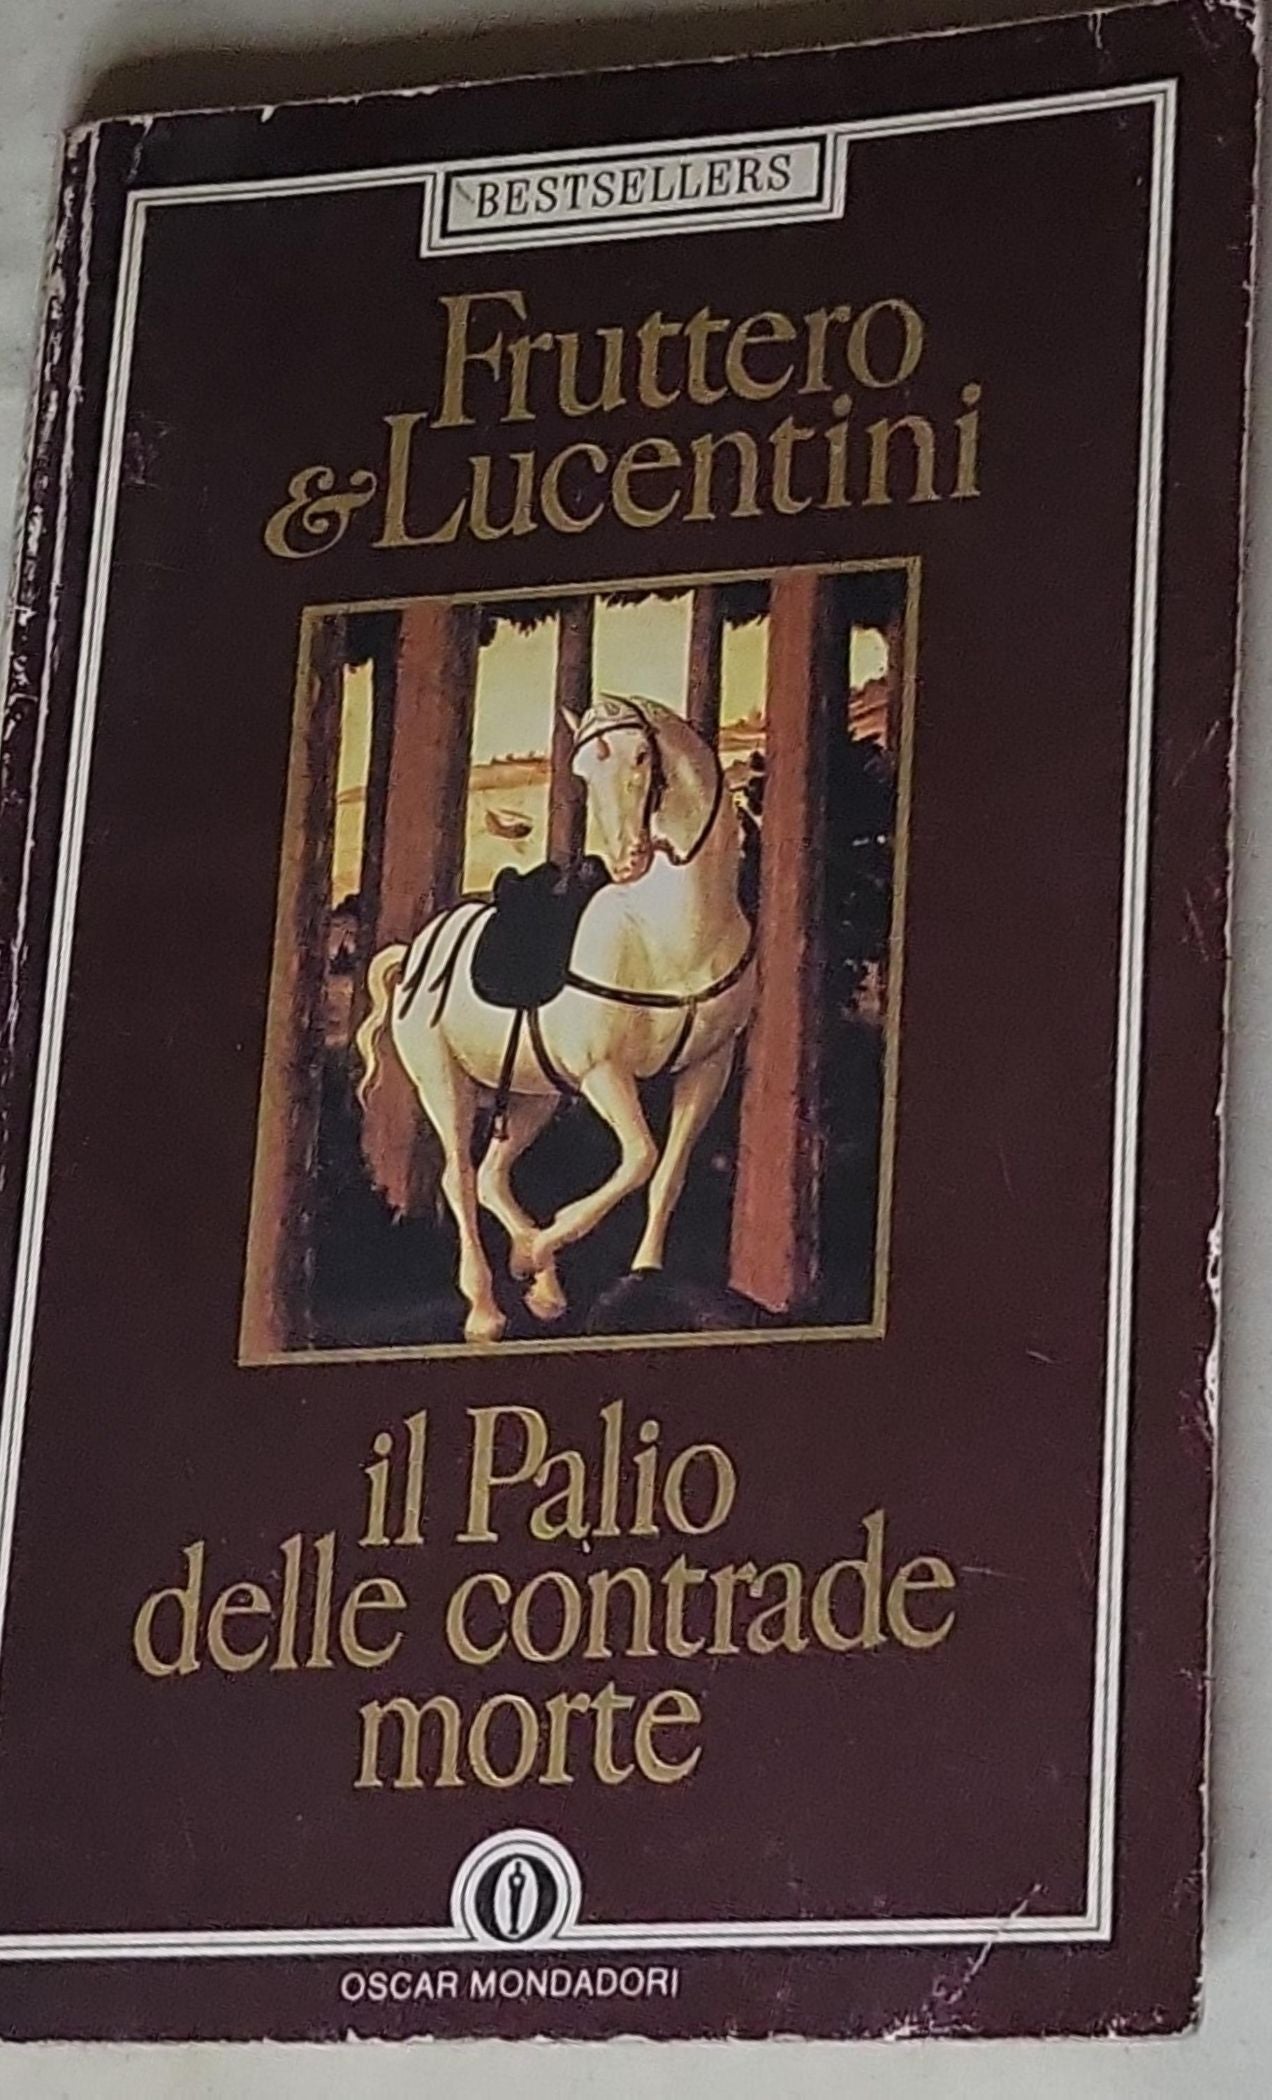 BESTSELLERS
Fruttero
& Lucentini
il Palio
delle contrade
morte
OSCAR MONDADORI